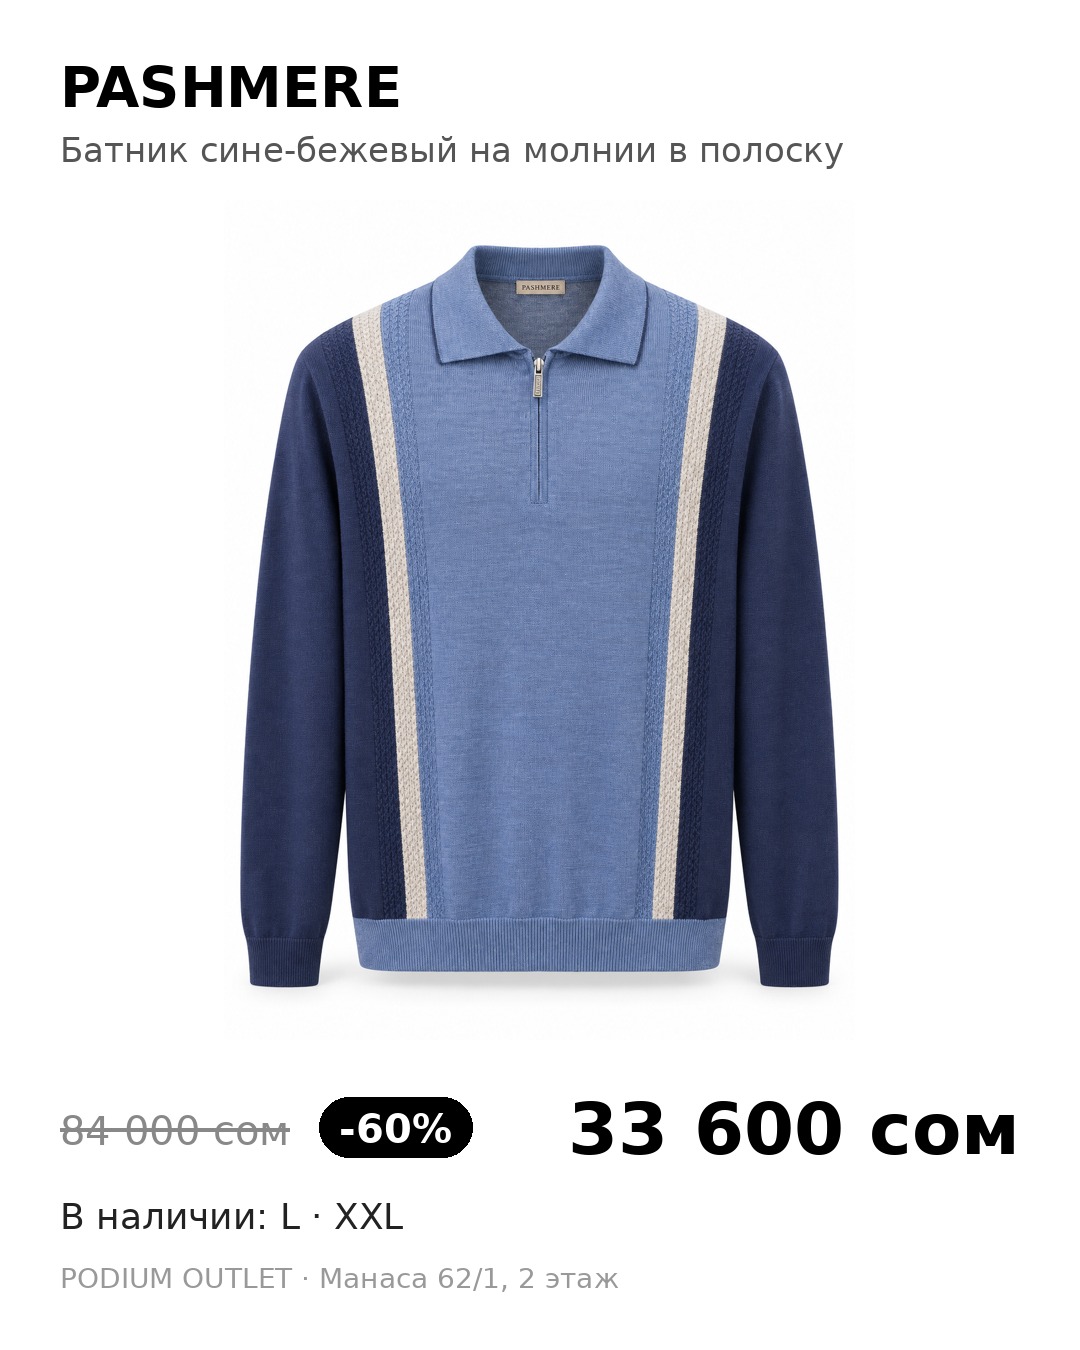 PASHMERE
Батник сине-бежевый на молнии в полоску
PASHMERE
84 000 сом -60% 33 600 сом
В наличии: L · XXL
PODIUM OUTLET · Манаса 62/1, 2 этаж